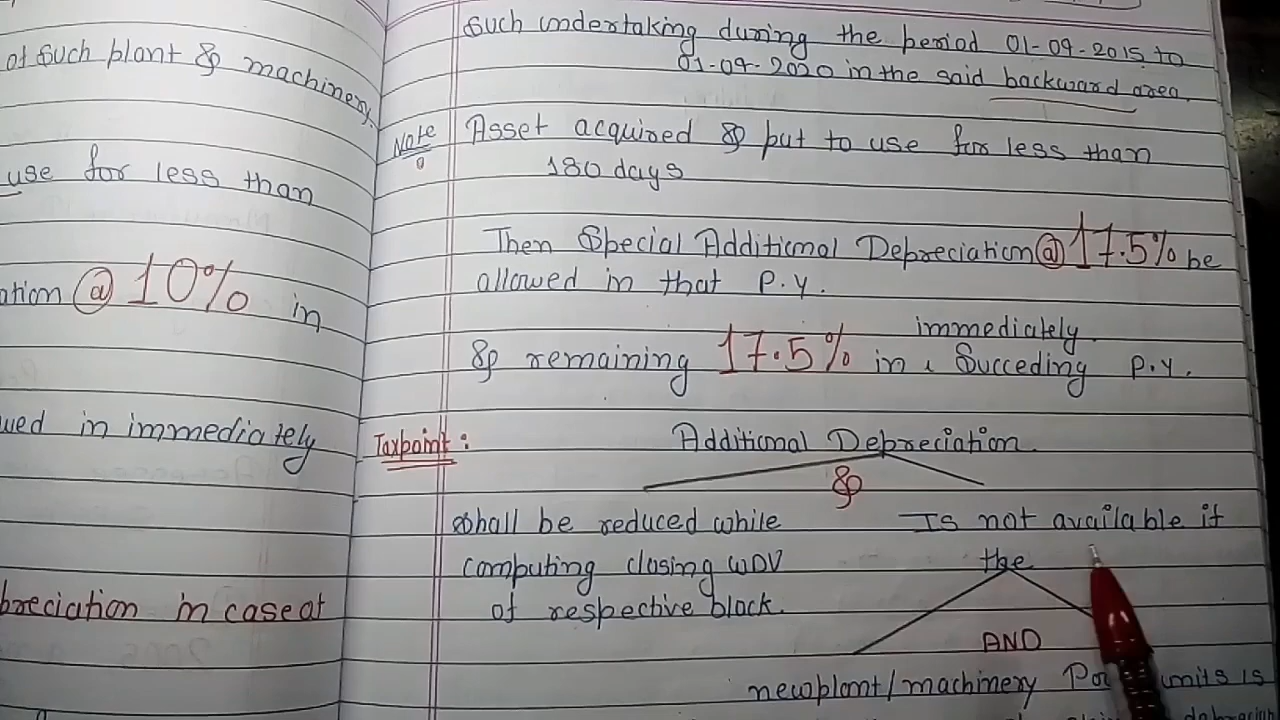 of such plant & machinery.
use for less than
ation @ 10% in
ued in immediately
preciation in case of
such undertaking during the period 01-04-2015 to
01-04-2020 in the said backward area.
Note: Asset acquired & put to use for less than
180 days
Then Special Additional Depreciation @ 17.5% be
allowed in that P.Y.
immediately
& remaining 17.5% in Succeding P.Y.
Taxpoint: Additional Depreciation.
&
shall be reduced while Is not available if
computing closing WDV the
of respective block.
AND
new plant/machinery units is